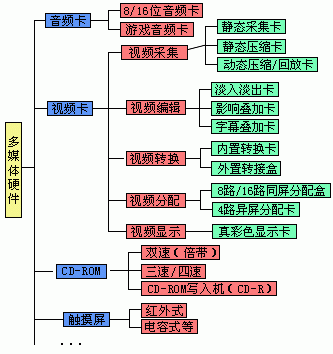 多媒体硬件
音频卡
8/16位音频卡
游戏音频卡
视频卡
视频采集
静态采集卡
静态压缩卡
动态压缩/回放卡
视频编辑
淡入淡出卡
影响叠加卡
字幕叠加卡
视频转换
内置转换卡
外置转接盒
视频分配
8路/16路同屏分配盒
4路异屏分配卡
视频显示
真彩色显示卡
CD-ROM
双速(倍带)
三速/四速
CD-ROM写入机(CD-R)
触摸屏
红外式
电容式等
...